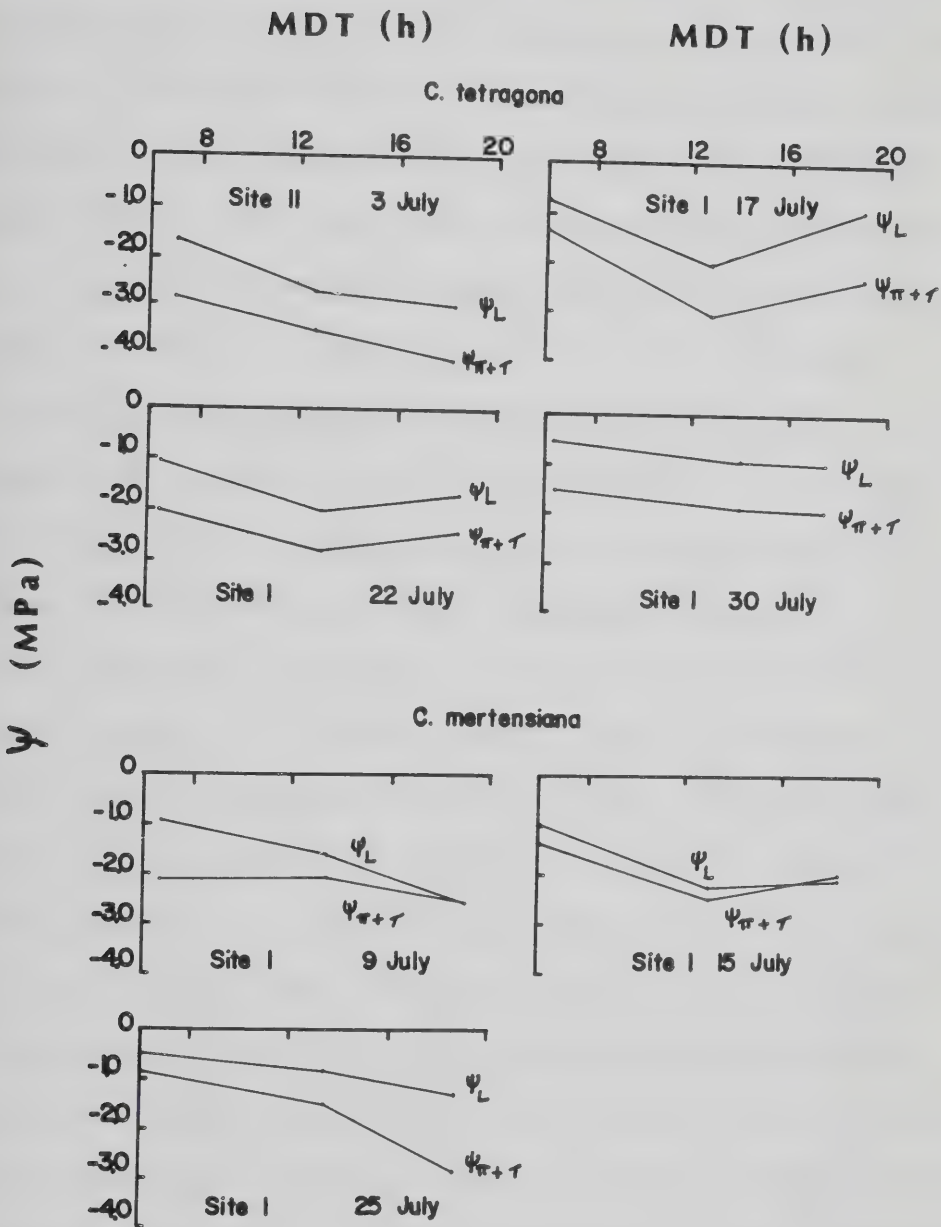 MDT (h) MDT (h)
C. tetragona
8 12 16 20
0
-1.0
-2.0
-3.0
-4.0
Site II 3 July
ΨL
Ψπ+τ
8 12 16 20
Site I 17 July
ΨL
Ψπ+τ
0
-1.0
-2.0
-3.0
-4.0
ΨL
Ψπ+τ
Site I 22 July
ΨL
Ψπ+τ
Site I 30 July
Ψ (MPa)
C. mertensiana
0
-1.0
-2.0
-3.0
-4.0
ΨL
Ψπ+τ
Site I 9 July
ΨL
Ψπ+τ
Site I 15 July
0
-1.0
-2.0
-3.0
-4.0
ΨL
Ψπ+τ
Site I 25 July